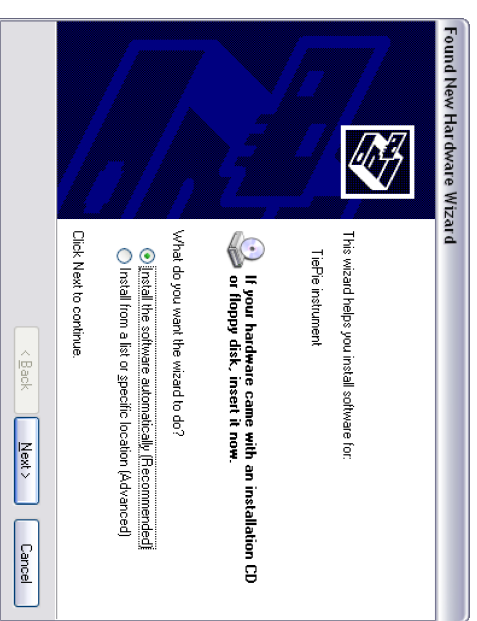 Found New Hardware Wizard
This wizard helps you install software for:
TiePie instrument
If your hardware came with an installation CD
or floppy disk, insert it now.
What do you want the wizard to do?
Install the software automatically (Recommended)
Install from a list or specific location (Advanced)
Click Next to continue.
< Back
Next >
Cancel